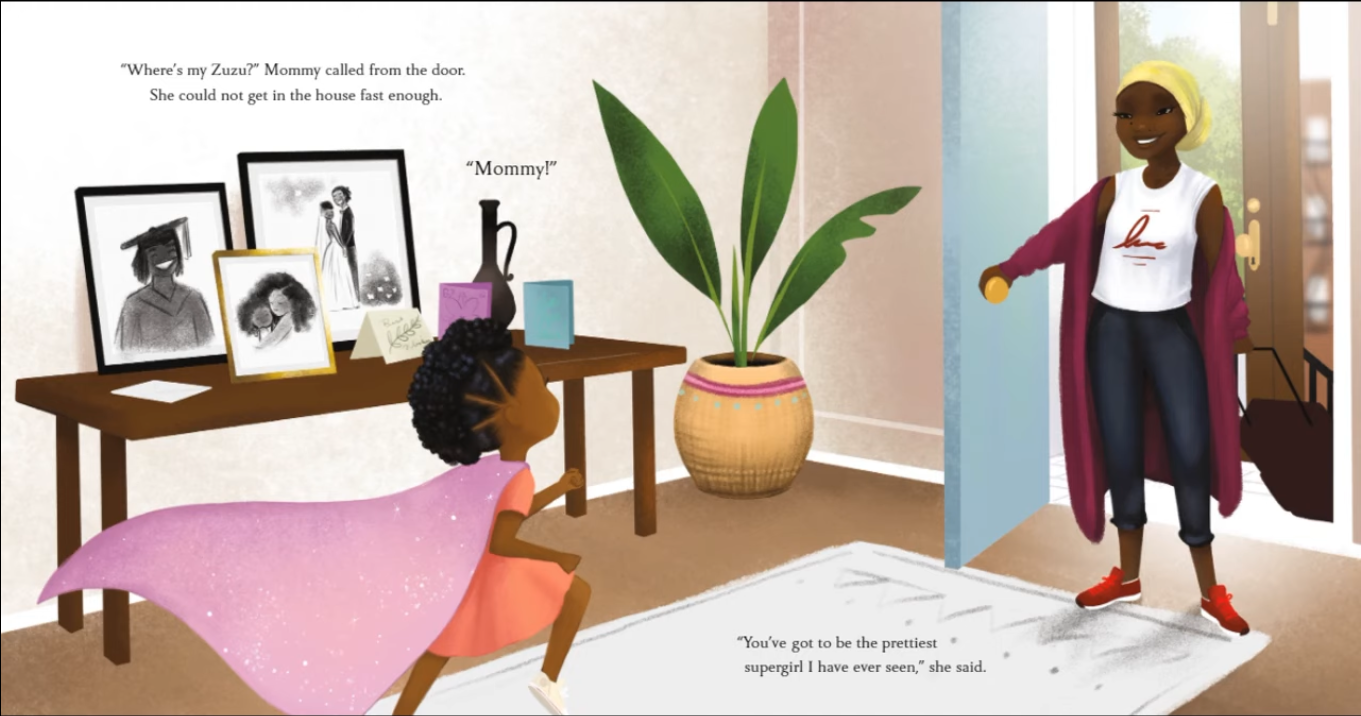 “Where’s my Zuzu?” Mommy called from the door.
She could not get in the house fast enough.
“Mommy!”
love
“You’ve got to be the prettiest
supergirl I have ever seen,” she said.